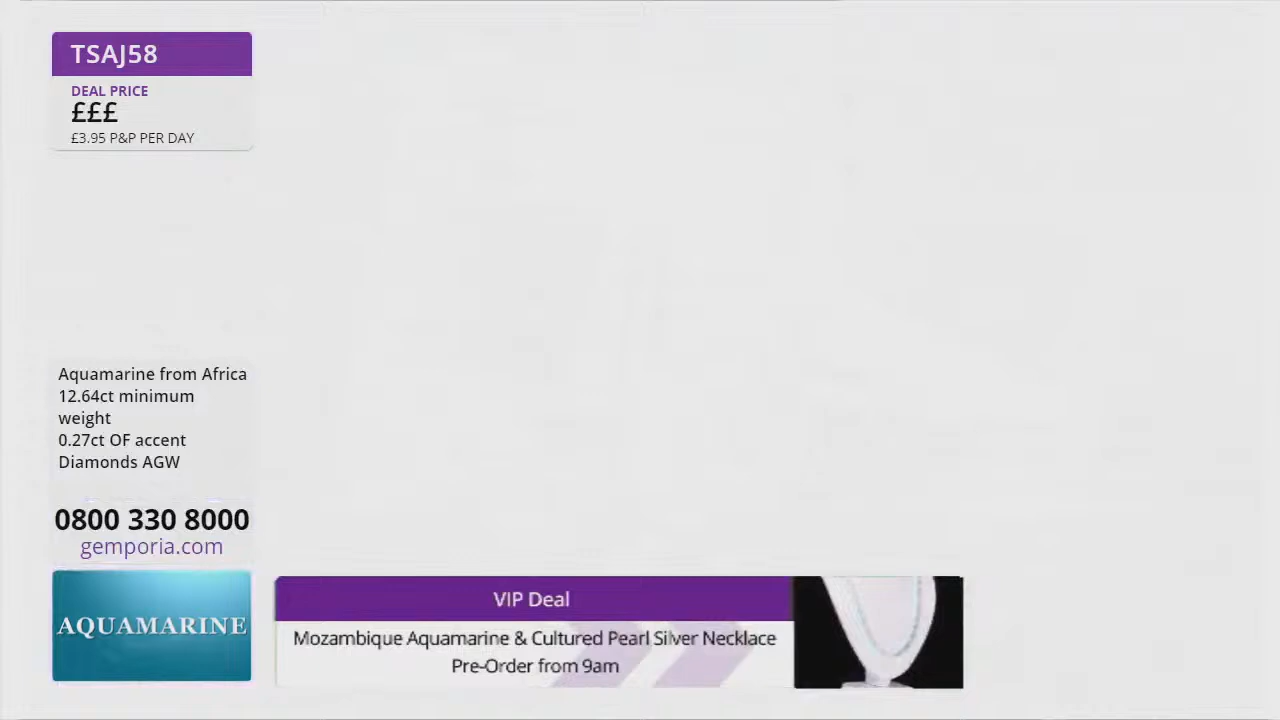 TSAJ58
DEAL PRICE
£££
£3.95 P&P PER DAY
Aquamarine from Africa
12.64ct minimum
weight
0.27ct OF accent
Diamonds AGW
0800 330 8000
gemporia.com
AQUAMARINE
VIP Deal
Mozambique Aquamarine & Cultured Pearl Silver Necklace
Pre-Order from 9am